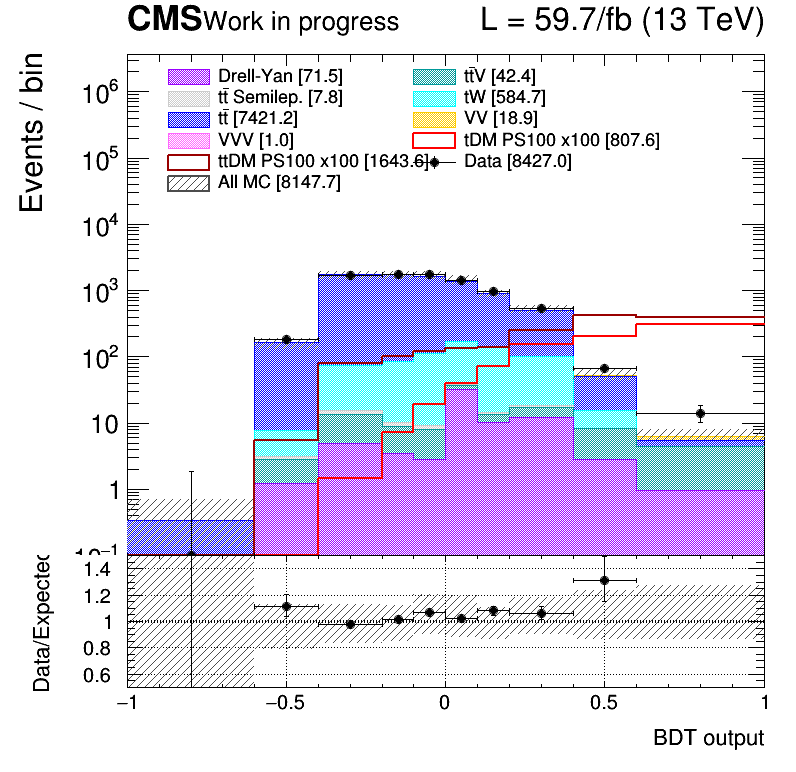 CMS Work in progress L = 59.7/fb (13 TeV)
Events / bin
Drell-Yan [71.5] tt̄V [42.4]
tt̄ Semilep. [7.8] tW [584.7]
tt̄ [7421.2] VV [18.9]
VVV [1.0] tDM PS100 x100 [807.6]
ttDM PS100 x100 [1643.6] Data [8427.0]
All MC [8147.7]
10⁶
10⁵
10⁴
10³
10²
10
1
10⁻¹
Data/Expected
1.4
1.2
1
0.8
0.6
−1 −0.5 0 0.5 1
BDT output